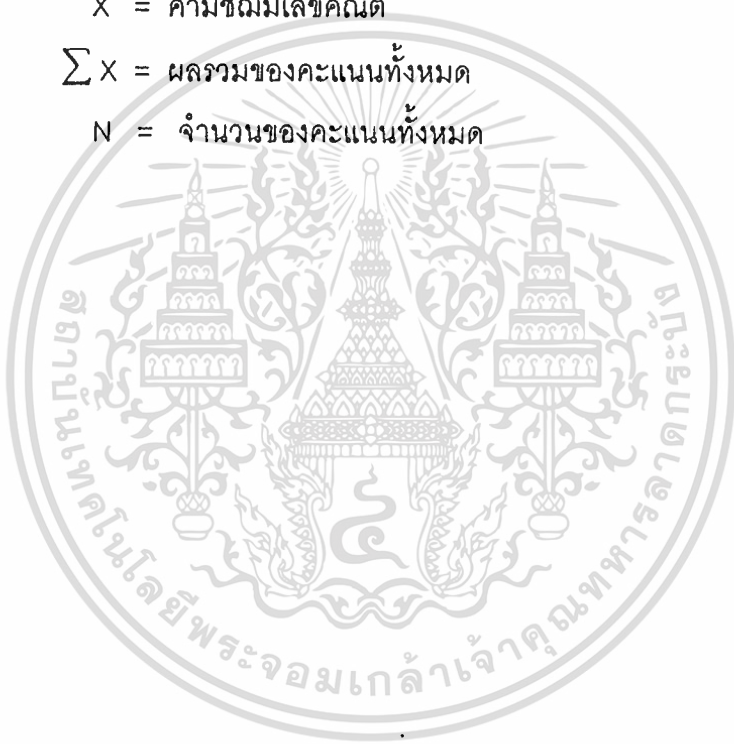 X = ค่ามัชฌิมเลขคณิต
∑X = ผลรวมของคะแนนทั้งหมด
N = จำนวนของคะแนนทั้งหมด
สถาบันเทคโนโลยีพระจอมเกล้าเจ้าคุณทหารลาดกระบัง